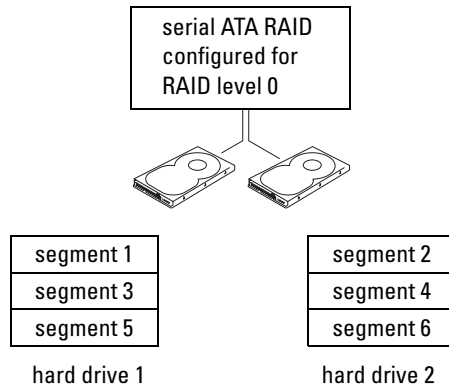 serial ATA RAID
configured for
RAID level 0
segment 1
segment 3
segment 5
hard drive 1
segment 2
segment 4
segment 6
hard drive 2